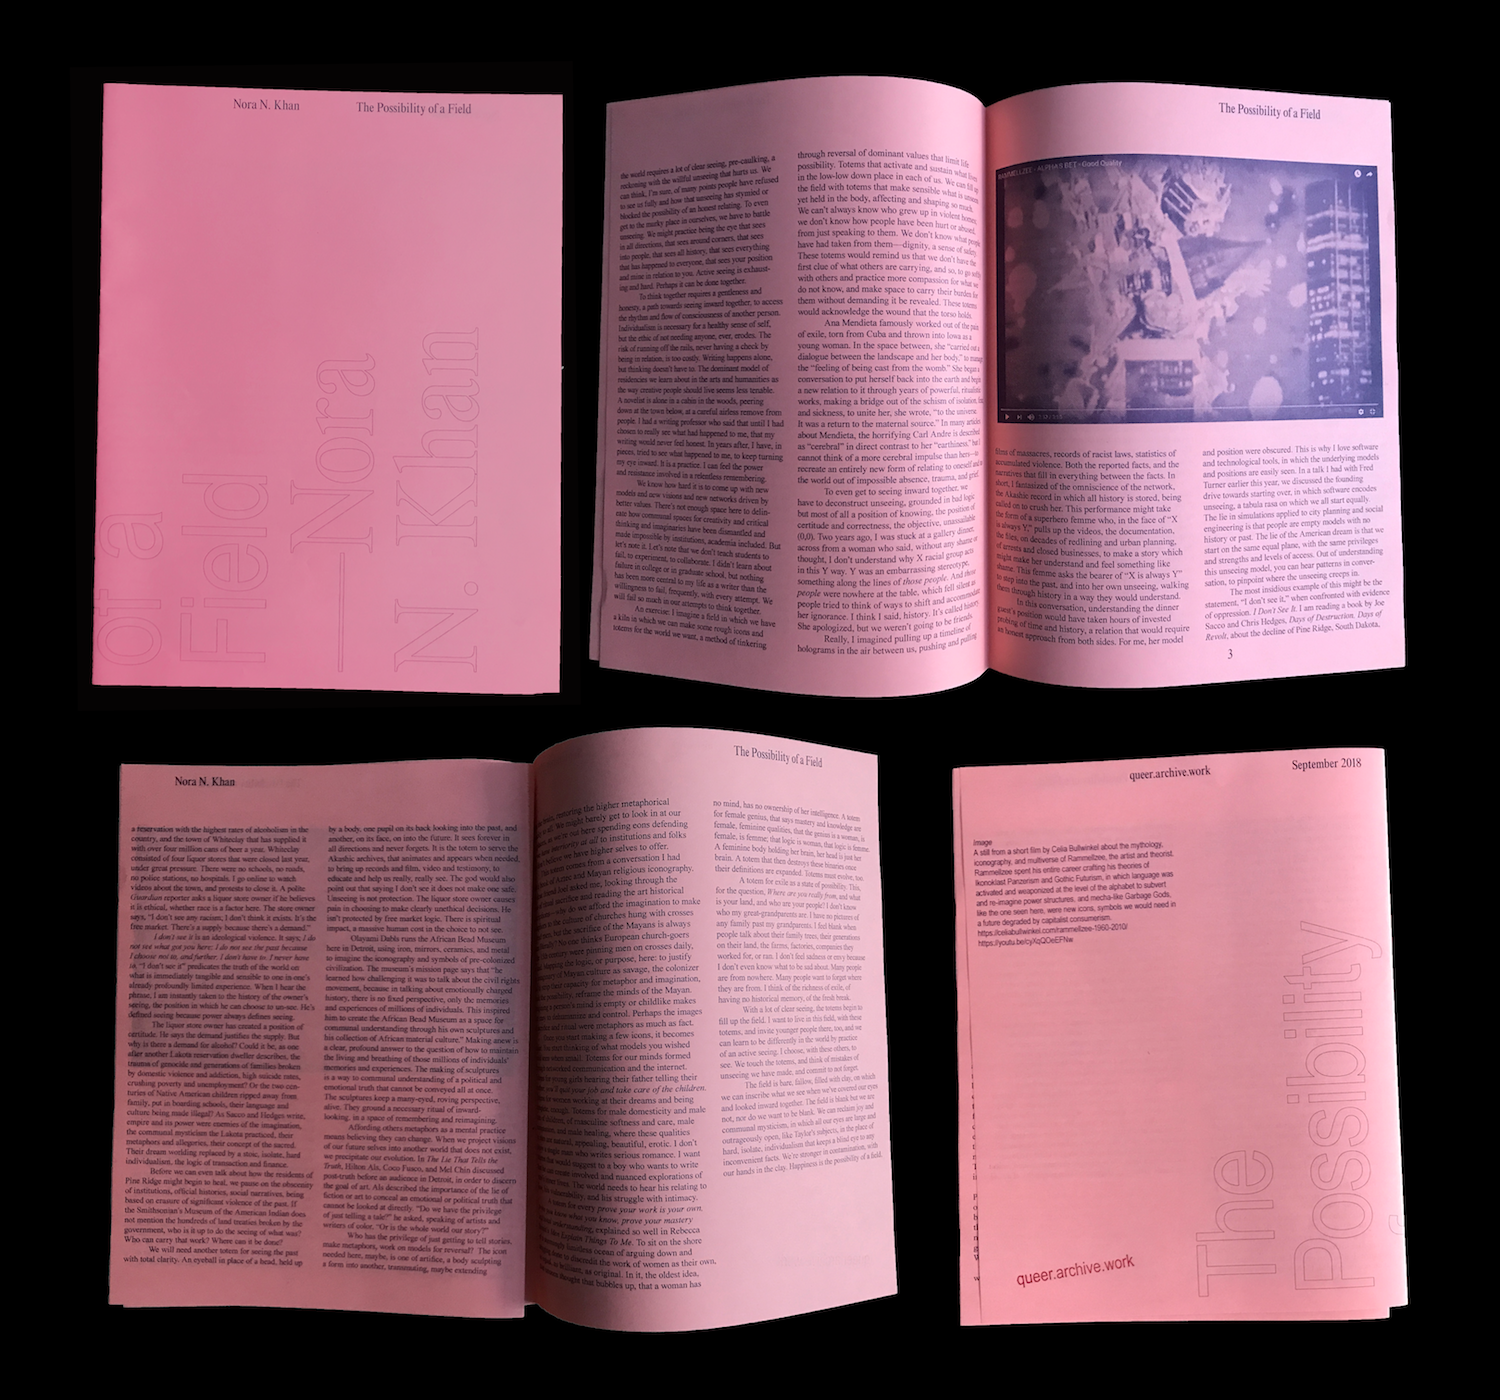 Nora N. Khan
The Possibility of a Field
of a
Field
—Nora
N. Khan
the world requires a lot of clear seeing, pre-caulking, a
reckoning with the willful unseeing that hurts us. We
can think, I'm sure, of many points people have refused
to see us fully and how that unseeing has stymied or
blocked the possibility of an honest relating. To even
get to the murky place in ourselves, we have to battle
unseeing. We might practice being the eye that sees
in all directions, that sees around corners, that sees
into people, that sees all history, that sees everything
that has happened to everyone, that sees your position
and mine in relation to you. Active seeing is exhaust-
ing and hard. Perhaps it can be done together.
To think together requires a gentleness and
honesty, a path towards seeing inward together, to access
the rhythm and flow of consciousness of another person.
Individualism is necessary for a healthy sense of self,
but the ethic of not needing anyone, ever, erodes. The
risk of running off the rails, never having a check by
being in relation, is too costly. Writing happens alone,
but thinking doesn't have to. The dominant model of
residencies we learn about in the arts and humanities as
the way creative people should live seems less tenable.
A novelist is alone in a cabin in the woods, peering
down at the town below, at a careful airless remove from
people. I had a writing professor who said that until I had
chosen to really see what had happened to me, that my
writing would never feel honest. In years after, I have, in
pieces, tried to see what happened to me, to keep turning
my eye inward. It is a practice. I can feel the power
and resistance involved in a relentless remembering.
We know how hard it is to come up with new
models and new visions and new networks driven by
better values. There's not enough space here to delin-
eate how communal spaces for creativity and critical
thinking and imaginaries have been dismantled and
made impossible by institutions, academia included. But
let's note it. Let's note that we don't teach students to
fail, to experiment, to collaborate. I didn't learn about
failure in college or in graduate school, but nothing
has been more central to my life as a writer than the
willingness to fail, frequently, with every attempt. We
will fail so much in our attempts to think together.
An exercise: I imagine a field in which we have
a kiln in which we can make some rough icons and
totems for the world we want, a method of tinkering
through reversal of dominant values that limit life
possibility. Totems that activate and sustain what lives
in the low-low down place in each of us. We can fill up
the field with totems that make sensible what is unseen
yet held in the body, affecting and shaping so much.
We can't always know who grew up in violent homes,
we don't know how people have been hurt or abused,
from just speaking to them. We don't know what people
have had taken from them—dignity, a sense of safety.
These totems would remind us that we don't have the
first clue of what others are carrying, and so, to go softly
with others and practice more compassion for what we
do not know, and make space to carry their burdens for
them without demanding it be revealed. These totems
would acknowledge the wound that the torso holds.
Ana Mendieta famously worked out of the pain
of exile, torn from Cuba and thrown into Iowa as a
young woman. In the space between, she "carried out a
dialogue between the landscape and her body," to manage
the "feeling of being cast from the womb." She began a
conversation to put herself back into the earth and begin
a new relation to it through years of powerful, ritualistic
works, making a bridge out of the schism of isolation, loss
and sickness, to unite her, she wrote, "to the universe.
It was a return to the maternal source." In many articles
about Mendieta, the horrifying Carl Andre is described
as "cerebral" in direct contrast to her "earthiness," but I
cannot think of a more cerebral impulse than hers—to
recreate an entirely new form of relating to oneself and
the world out of impossible absence, trauma, and grief.
To even get to seeing inward together, we
have to deconstruct unseeing, grounded in bad logic
but most of all a position of knowing, the position of
certitude and correctness, the objective, unassailable
(0,0). Two years ago, I was stuck at a gallery dinner,
across from a woman who said, without any shame or
thought, I don't understand why X racial group acts
in this Y way. Y was an embarrassing stereotype,
something along the lines of those people. And those
people were nowhere at the table, which fell silent as
people tried to think of ways to shift and accommodate
her ignorance. I think I said, history. It's called history.
She apologized, but we weren't going to be friends.
Really, I imagined pulling up a timeline of
holograms in the air between us, pushing and pulling
The Possibility of a Field
RAMMELLZEE - ALPHA'S BET - Good Quality
films of massacres, records of racist laws, statistics of
accumulated violence. Both the reported facts, and the
narratives that fill in everything between the facts. In
short, I fantasized of the omniscience of the network,
the Akashic record in which all history is stored, being
called on to crush her. This performance might take
the form of a superhero femme who, in the face of "X
is always Y," pulls up the videos, the documentation,
the files, on decades of redlining and urban planning,
of arrests and closed businesses, to make a story which
might make her understand and feel something like
shame. This femme asks the bearer of "X is always Y"
to step into the past, and into her own unseeing, walking
them through history in a way they would understand.
In this conversation, understanding the dinner
guest's position would have taken hours of invested
probing of time and history, a relation that would require
an honest approach from both sides. For me, her model
and position were obscured. This is why I love software
and technological tools, in which the underlying models
and positions are easily seen. In a talk I had with Fred
Turner earlier this year, we discussed the founding
drive towards starting over, in which software encodes
unseeing, a tabula rasa on which we all start equally.
The lie in simulations applied to city planning and social
engineering is that people are empty models with no
history or past. The lie of the American dream is that we
start on the same equal plane, with the same privileges
and strengths and levels of access. Out of understanding
this unseeing model, you can hear patterns in conver-
sation, to pinpoint where the unseeing creeps in.
The most insidious example of this might be the
statement, "I don't see it," when confronted with evidence
of oppression. I Don't See It. I am reading a book by Joe
Sacco and Chris Hedges, Days of Destruction, Days of
Revolt, about the decline of Pine Ridge, South Dakota,
3
Nora N. Khan
a reservation with the highest rates of alcoholism in the
country, and the town of Whiteclay that has supplied it
with over four million cans of beer a year. Whiteclay
consisted of four liquor stores that were closed last year,
under great pressure. There were no schools, no roads,
no police stations, no hospitals. I go online to watch
videos about the town, and protests to close it. A polite
Guardian reporter asks a liquor store owner if he believes
it is ethical, whether race is a factor here. The store owner
says, "I don't see any racism; I don't think it exists. It's the
free market. There's a supply because there's a demand."
I don't see it is an ideological violence. It says; I do
not see what got you here; I do not see the past because
I choose not to, and further, I don't have to. I never have
to. "I don't see it" predicates the truth of the world on
what is immediately tangible and sensible to one in one's
already profoundly limited experience. When I hear the
phrase, I am instantly taken to the history of the owner's
seeing, the position in which he can choose to un-see. He's
defined seeing because power always defines seeing.
The liquor store owner has created a position of
certitude. He says the demand justifies the supply. But
why is there a demand for alcohol? Could it be, as one
after another Lakota reservation dweller describes, the
trauma of genocide and generations of families broken
by domestic violence and addiction, high suicide rates,
crushing poverty and unemployment? Or the two cen-
turies of Native American children ripped away from
family, put in boarding schools, their language and
culture being made illegal? As Sacco and Hedges write,
empire and its power were enemies of the imagination,
the communal mysticism the Lakota practiced, their
metaphors and allegories, their concept of the sacred.
Their dream worlding replaced by a stoic, isolate, hard
individualism, the logic of transaction and finance.
Before we can even talk about how the residents of
Pine Ridge might begin to heal, we pause on the obscenity
of institutions, official histories, social narratives, being
based on erasure of significant violence of the past. If
the Smithsonian's Museum of the American Indian does
not mention the hundreds of land treaties broken by the
government, who is it up to do the seeing of what was?
Who can carry that work? Where can it be done?
We will need another totem for seeing the past
with total clarity. An eyeball in place of a head, held up
by a body, one pupil on its back looking into the past, and
another, on its face, on into the future. It sees forever in
all directions and never forgets. It is the totem to serve the
Akashic archives, that animates and appears when needed,
to bring up records and film, video and testimony, to
educate and help us really, really see. The god would also
point out that saying I don't see it does not make one safe.
Unseeing is not protection. The liquor store owner causes
pain in choosing to make clearly unethical decisions. He
isn't protected by free market logic. There is spiritual
impact, a massive human cost in the choice to not see.
Olayami Dabls runs the African Bead Museum
here in Detroit, using iron, mirrors, ceramics, and metal
to imagine the iconography and symbols of pre-colonized
civilization. The museum's mission page says that "he
learned how challenging it was to talk about the civil rights
movement, because in talking about emotionally charged
history, there is no fixed perspective, only the memories
and experiences of millions of individuals. This inspired
him to create the African Bead Museum as a space for
communal understanding through his own sculptures and
his collection of African material culture." Making anew is
a clear, profound answer to the question of how to maintain
the living and breathing of those millions of individuals'
memories and experiences. The making of sculptures
is a way to communal understanding of a political and
emotional truth that cannot be conveyed all at once.
The sculptures keep a many-eyed, roving perspective,
alive. They ground a necessary ritual of inward-
looking, in a space of remembering and reimagining.
Affording others metaphors as a mental practice
means believing they can change. When we project visions
of our future selves into another world that does not exist,
we precipitate our evolution. In The Lie That Tells the
Truth, Hilton Als, Coco Fusco, and Mel Chin discussed
post-truth before an audience in Detroit, in order to discern
the goal of art. Als described the importance of the lie of
fiction or art to conceal an emotional or political truth that
cannot be looked at directly. "Do we have the privilege
of just telling a tale?" he asked, speaking of artists and
writers of color. "Or is the whole world our story?"
Who has the privilege of just getting to tell stories,
make metaphors, work on models for reversal? The icon
needed here, maybe, is one of artifice, a body sculpting
a form into another, transmuting, maybe extending
The Possibility of a Field
restoring the higher metaphorical
We might barely get to look in at our
we be out here spending eons defending
interiority at all to institutions and folks
believe we have selves to offer.
comes from a conversation I had
of Aztec and Mayan religious iconography.
asked me, looking through the
sacrifice and reading the art historical
do we afford the imagination to make
the culture of churches hung with crosses
but the sacrifice of the Mayans is always
No one thinks European church-goers
century were pinning men on crosses daily,
the logic, or purpose, here: to justify
of Mayan culture as savage, the colonizer
their capacity for metaphor and imagination,
possibility, reframe the minds of the Mayan.
a person's mind is empty or childlike makes
to dehumanize and control. Perhaps the images
were metaphors as much as fact.
you start making a few icons, it becomes
start thinking of what models you wished
when small. Totems for our minds formed
networked communication and the internet.
young girls hearing their father telling their
quit your job and take care of the children.
women working at their dreams and being
enough. Totems for male domesticity and male
of masculine softness and care, male
and male healing, where these qualities
natural, appealing, beautiful, erotic. I don't
single man who writes serious romance. I want
would suggest to a boy who wants to write
involved and nuanced explorations of
The world needs to hear his relating to
vulnerability, and his struggle with intimacy.
for every prove your work is your own,
know what you know, prove your mastery
understanding, explained so well in Rebecca
Explain Things To Me. To sit on the shore
limitless ocean of arguing down and
to discredit the work of women as their own,
brilliant, as original. In it, the oldest idea,
thought that bubbles up, that a woman has
no mind, has no ownership of her intelligence. A totem
for female genius, that says mastery and knowledge are
female, feminine qualities, that the genius is a woman, is
female, is femme; that logic is woman, that logic is femme.
A feminine body holding her brain, her head is just her
brain. A totem that then destroys these binaries once
their definitions are expanded. Totems must evolve, too.
A totem for exile as a state of possibility. This,
for the question, Where are you really from, and what
is your land, and who are your people? I don't know
who my great-grandparents are. I have no pictures of
any family past my grandparents. I feel blank when
people talk about their family trees, their generations
on their land, the farms, factories, companies they
worked for, or ran. I don't feel sadness or envy because
I don't even know what to be sad about. Many people
are from nowhere. Many people want to forget where
they are from. I think of the richness of exile, of
having no historical memory, of the fresh break.
With a lot of clear seeing, the totems begin to
fill up the field. I want to live in this field, with these
totems, and invite younger people there, too, and we
can learn to be differently in the world by practice
of an active seeing. I choose, with these others, to
see. We touch the totems, and think of mistakes of
unseeing we have made, and commit to not forget.
The field is bare, fallow, filled with clay, on which
we can inscribe what we see when we've covered our eyes
and looked inward together. The field is blank but we are
not, nor do we want to be blank. We can reclaim joy and
communal mysticism, in which all our eyes are large and
outrageously open, like Taylor's subjects, in the place of
hard, isolate, individualism that keeps a blind eye to any
inconvenient facts. We're stronger in contamination, with
our hands in the clay. Happiness is the possibility of a field.
queer.archive.work
September 2018
Image
A still from a short film by Celia Bullwinkel about the mythology,
iconography, and multiverse of Rammellzee, the artist and theorist.
Rammellzee spent his entire career crafting his theories of
Ikonoklast Panzerism and Gothic Futurism, in which language was
activated and weaponized at the level of the alphabet to subvert
and re-imagine power structures, and mecha-like Garbage Gods,
like the one seen here, were new icons, symbols we would need in
a future degraded by capitalist consumerism.
https://celiabullwinkel.com/rammellzee-1960-2010/
https://youtu.be/cyXqQOeEFNw
The
Possibility
queer.archive.work